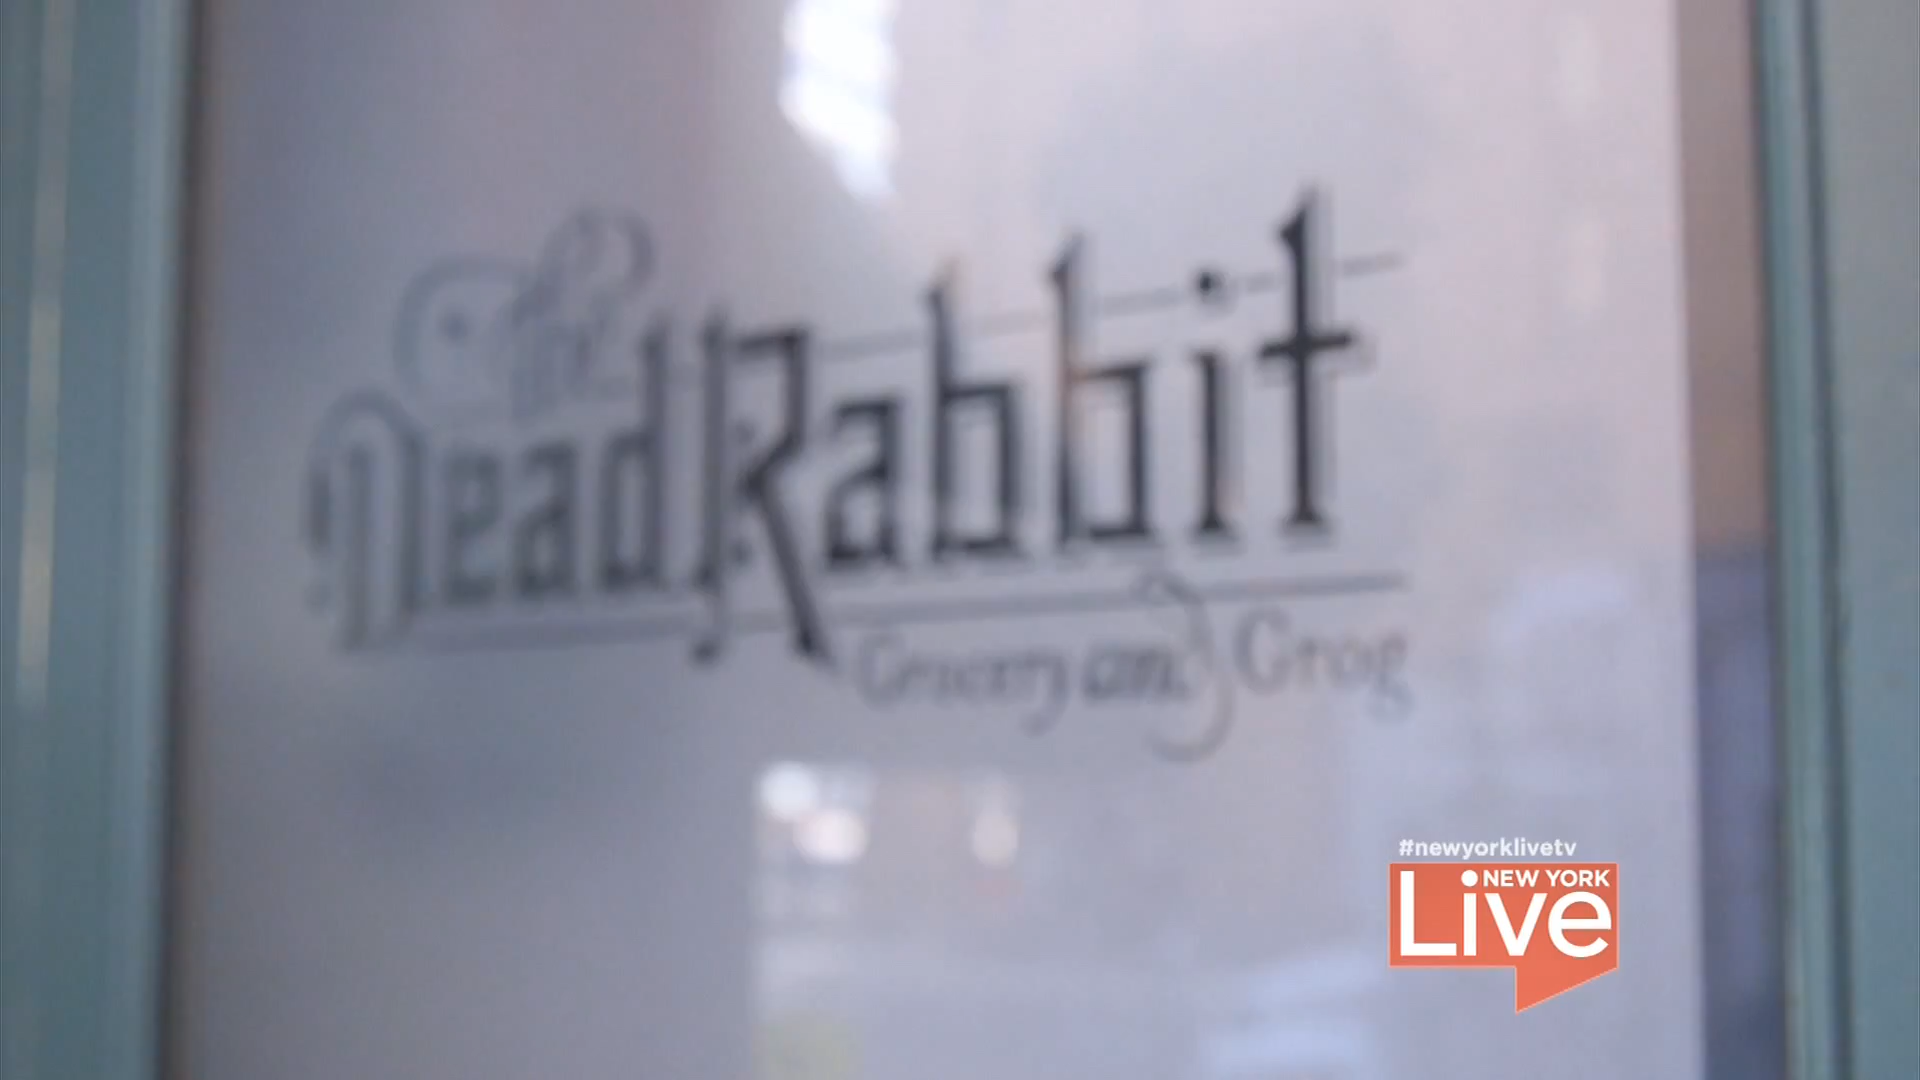 The
Dead Rabbit
Grocery and Grog
#newyorklivetv
NEW YORK
Live